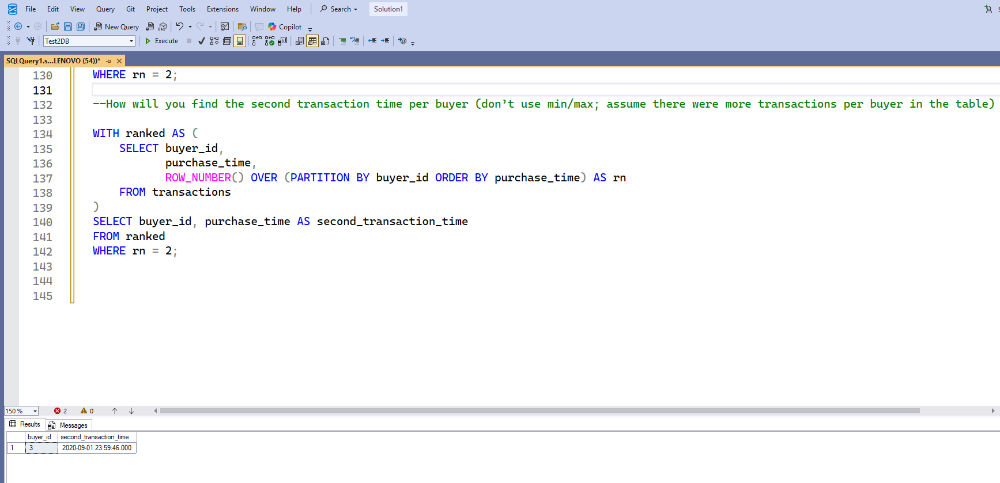 File Edit View Query Git Project Tools Extensions Window Help Search Solution1
New Query DAX Copilot
Test2DB Execute
SQLQuery1.s...LENOVO (54))*
130 WHERE rn = 2;
131
132 --How will you find the second transaction time per buyer (don’t use min/max; assume there were more transactions per buyer in the table)
133
134 WITH ranked AS (
135 SELECT buyer_id,
136 purchase_time,
137 ROW_NUMBER() OVER (PARTITION BY buyer_id ORDER BY purchase_time) AS rn
138 FROM transactions
139 )
140 SELECT buyer_id, purchase_time AS second_transaction_time
141 FROM ranked
142 WHERE rn = 2;
143
144
145
150 % 2 0
Results Messages
buyer_id second_transaction_time
1 3 2020-09-01 23:59:46.000